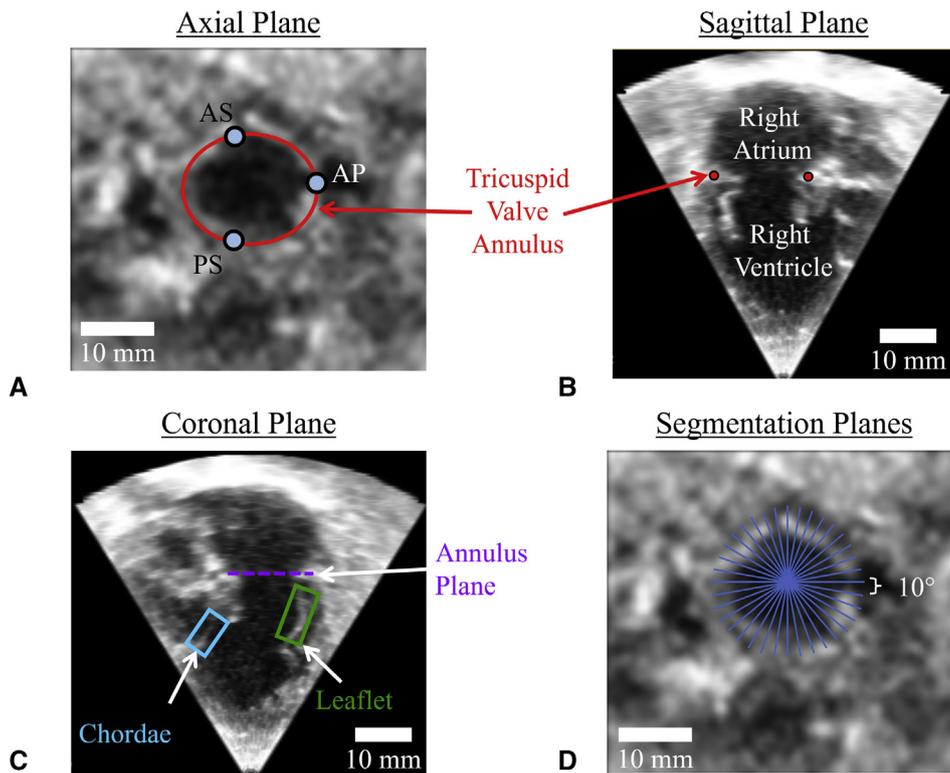 Axial Plane
AS
AP
PS
10 mm
A
Tricuspid
Valve
Annulus
Sagittal Plane
Right
Atrium
Right
Ventricle
10 mm
B
Coronal Plane
Annulus
Plane
Leaflet
Chordae
10 mm
C
Segmentation Planes
10°
10 mm
D